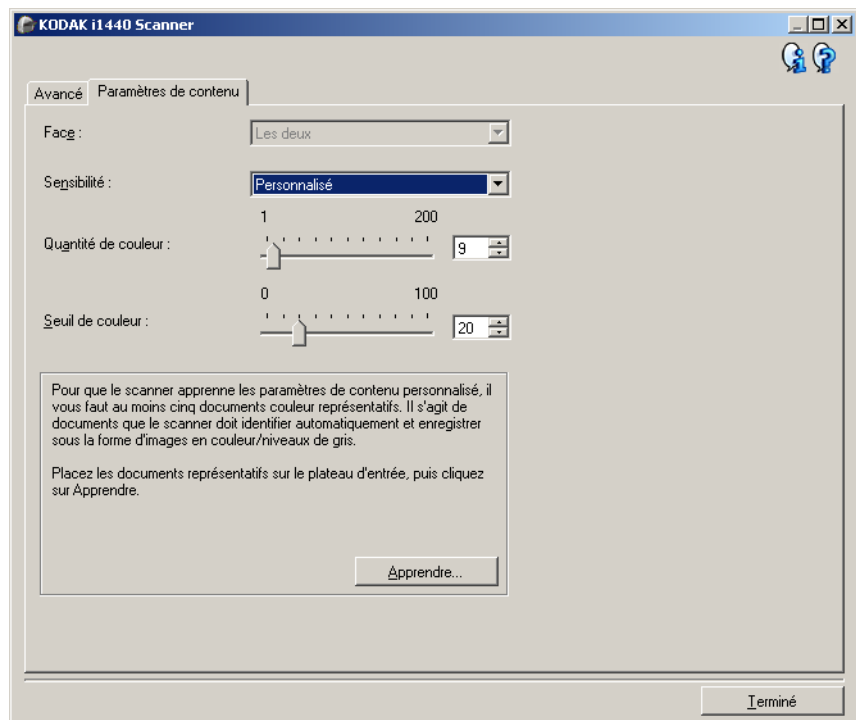 KODAK i1440 Scanner
Avancé Paramètres de contenu
Face : Les deux
Sensibilité : Personnalisé
1 200
Quantité de couleur : 9
0 100
Seuil de couleur : 20
Pour que le scanner apprenne les paramètres de contenu personnalisé, il
vous faut au moins cinq documents couleur représentatifs. Il s'agit de
documents que le scanner doit identifier automatiquement et enregistrer
sous la forme d'images en couleur/niveaux de gris.
Placez les documents représentatifs sur le plateau d'entrée, puis cliquez
sur Apprendre.
Apprendre...
Terminé